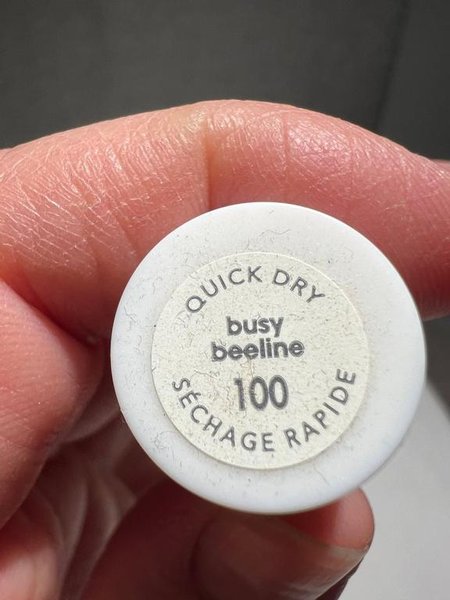 QUICK DRY
busy
beeline
100
SÉCHAGE RAPIDE